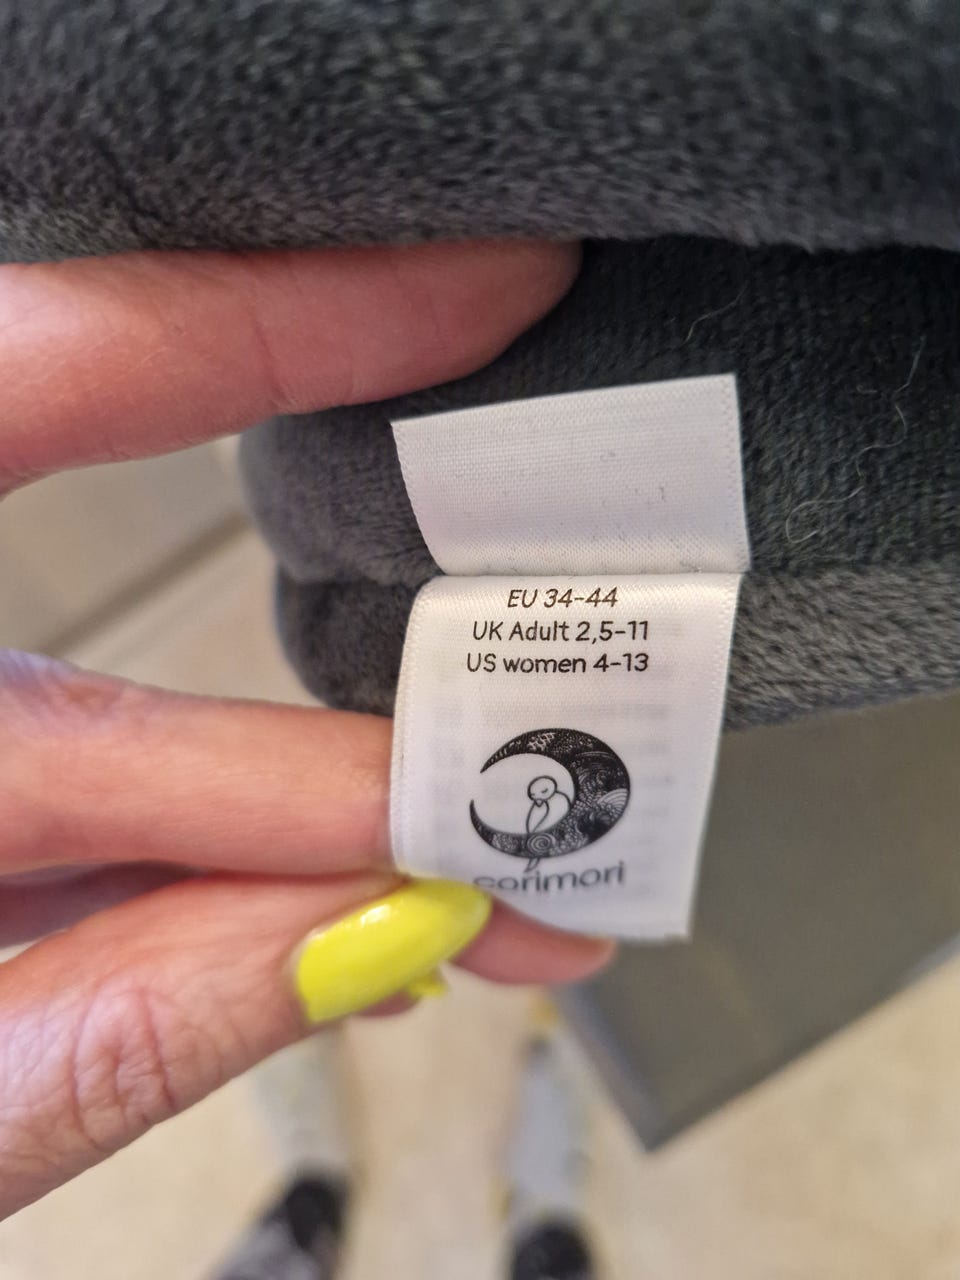 EU 34-44
UK Adult 2,5-11
US women 4-13
corimori